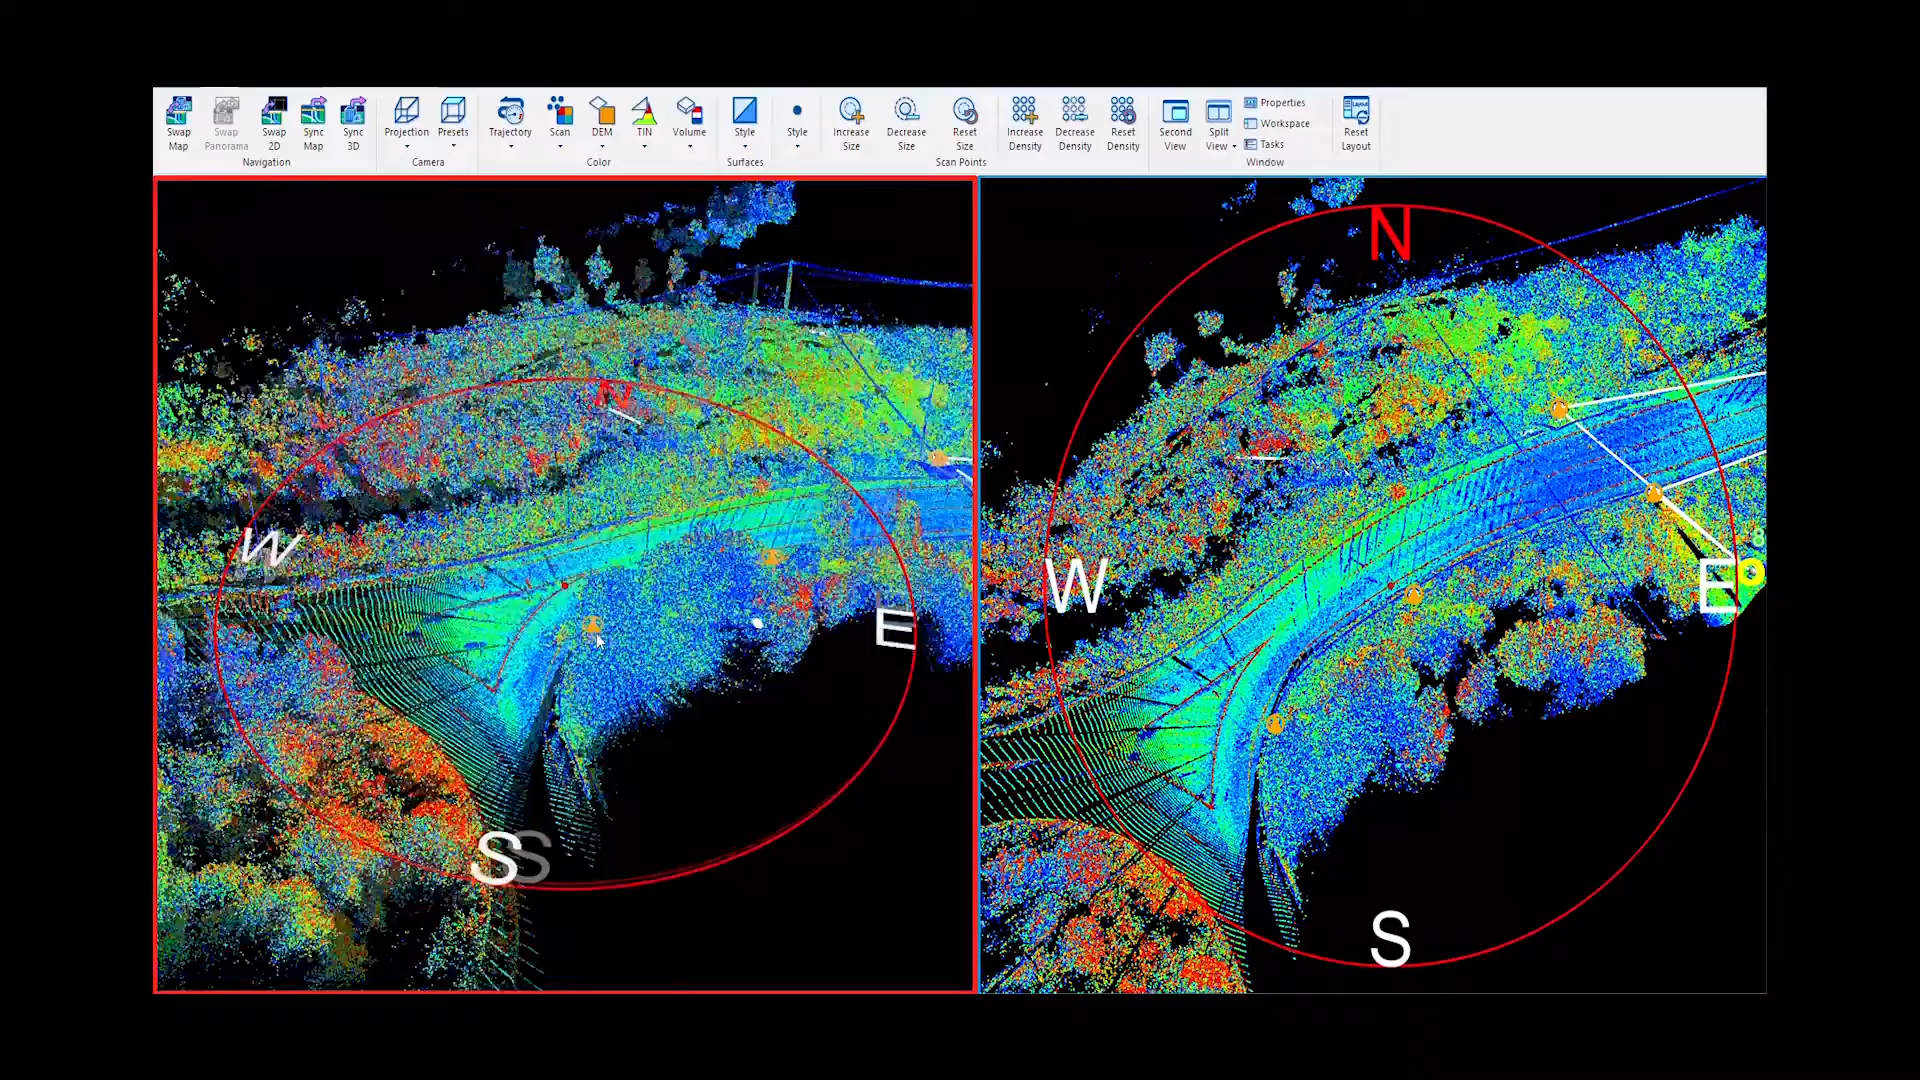 Swap Map
Swap Panorama
Swap 2D
Sync Map
Sync 3D
Navigation
Projection
Presets
Camera
Trajectory
Scan
DEM
TIN
Volume
Color
Style
Surfaces
Style
Increase Size
Decrease Size
Reset Size
Increase Density
Decrease Density
Reset Density
Scan Points
Second View
Split View
Properties
Workspace
Tasks
Window
Reset Layout
N
W
E
S
S
N
W
E
S
8